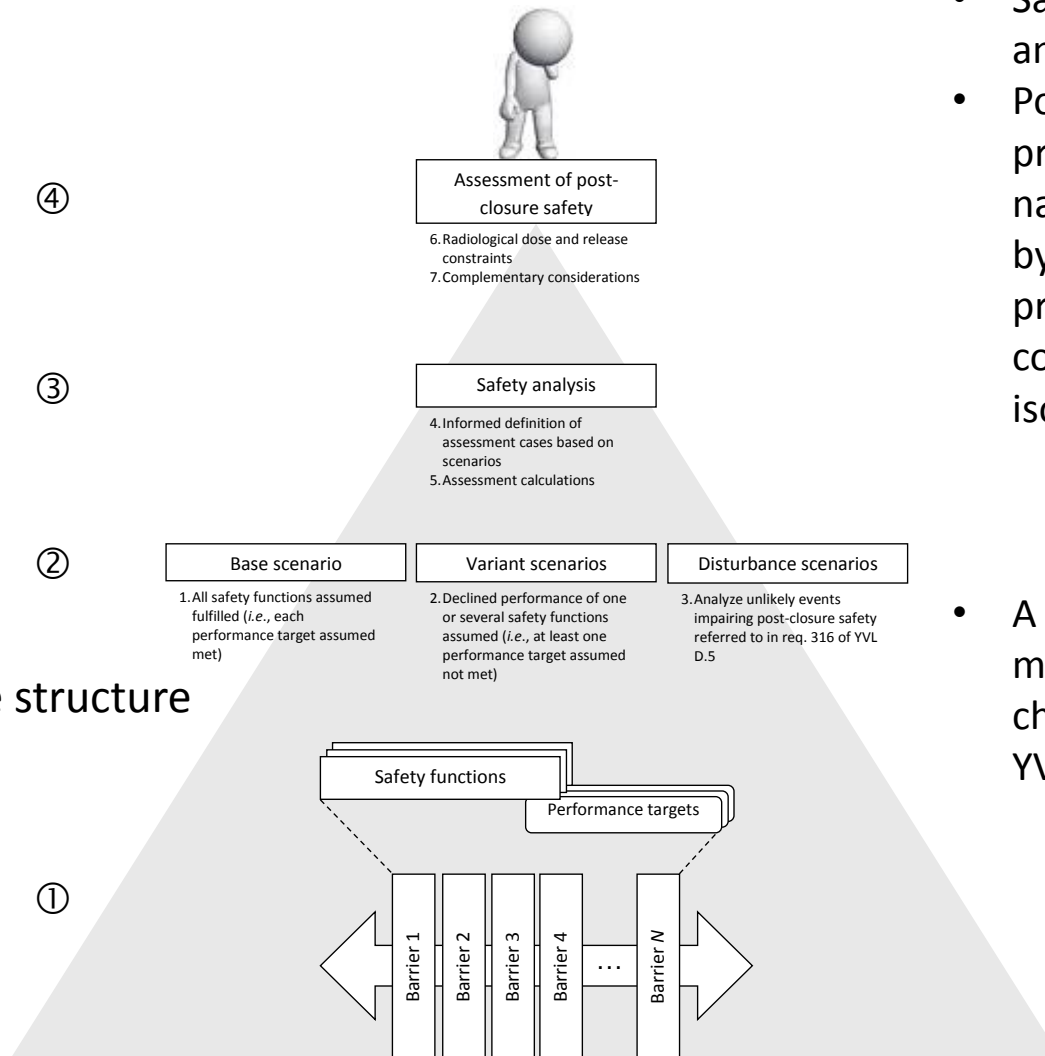 ④
Assessment of post-
closure safety
6. Radiological dose and release
constraints
7. Complementary considerations
③
Safety analysis
4. Informed definition of
assessment cases based on
scenarios
5. Assessment calculations
②
Base scenario
1. All safety functions assumed
fulfilled (i.e., each
performance target assumed
met)
Variant scenarios
2. Declined performance of one
or several safety functions
assumed (i.e., at least one
performance target assumed
not met)
Disturbance scenarios
3. Analyze unlikely events
impairing post-closure safety
referred to in req. 316 of YVL
D.5
structure
Safety functions
Performance targets
①
Barrier 1
Barrier 2
Barrier 3
Barrier 4
...
Barrier N
• 
• Po
pr
na
by
pr
co
iso
• A
m
ch
YV